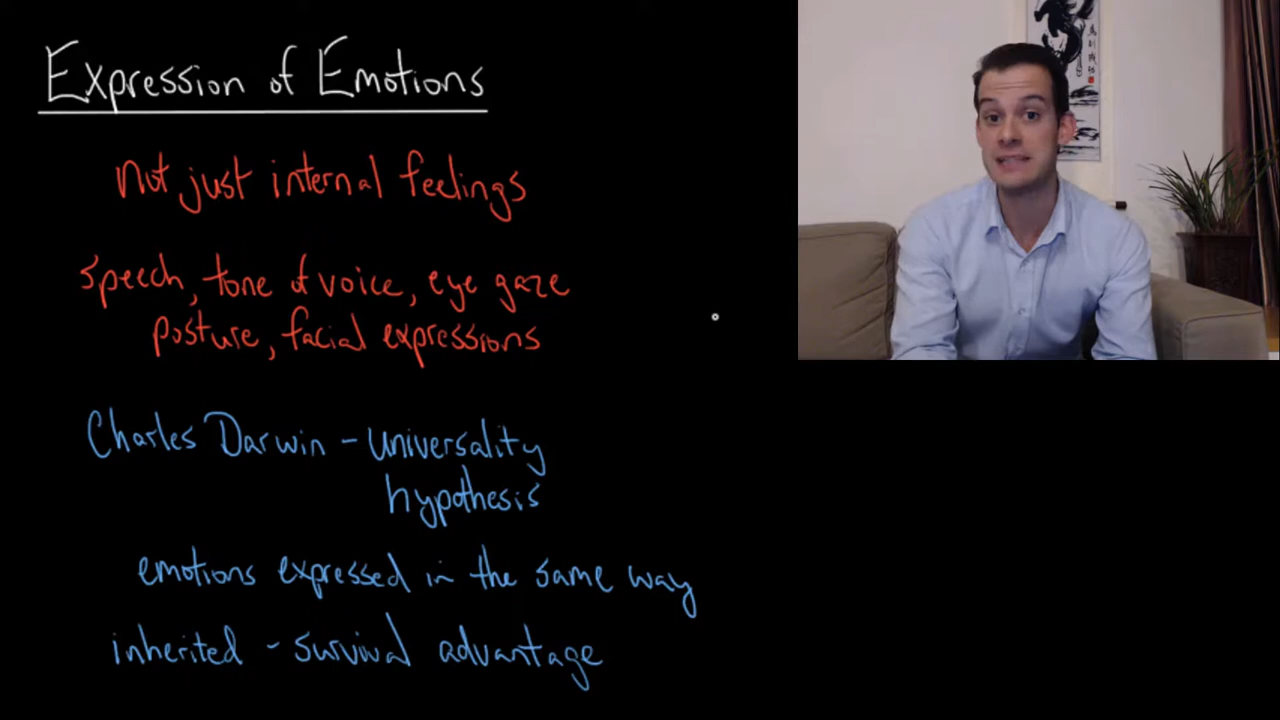 Expression of Emotions
Not just internal feelings
speech, tone of voice, eye gaze
posture, facial expressions
Charles Darwin - universality
hypothesis
emotions expressed in the same way
inherited - survival advantage